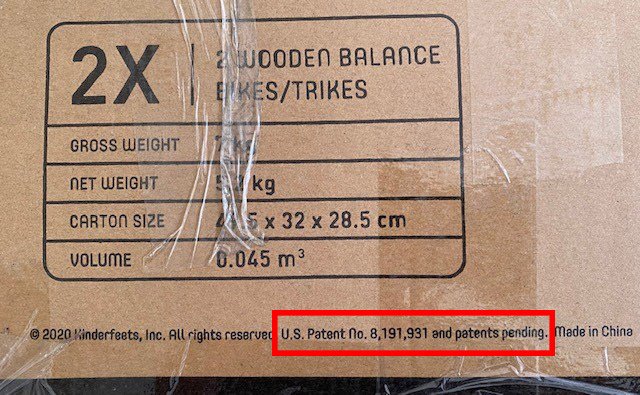 2X
2 WOODEN BALANCE
BIKES/TRIKES
GROSS WEIGHT
NET WEIGHT kg
CARTON SIZE x 32 x 28.5 cm
VOLUME 0.045 m³
© 2020 Kinderfeets, Inc. All rights reserved U.S. Patent No. 8,191,931 and patents pending. Made in China